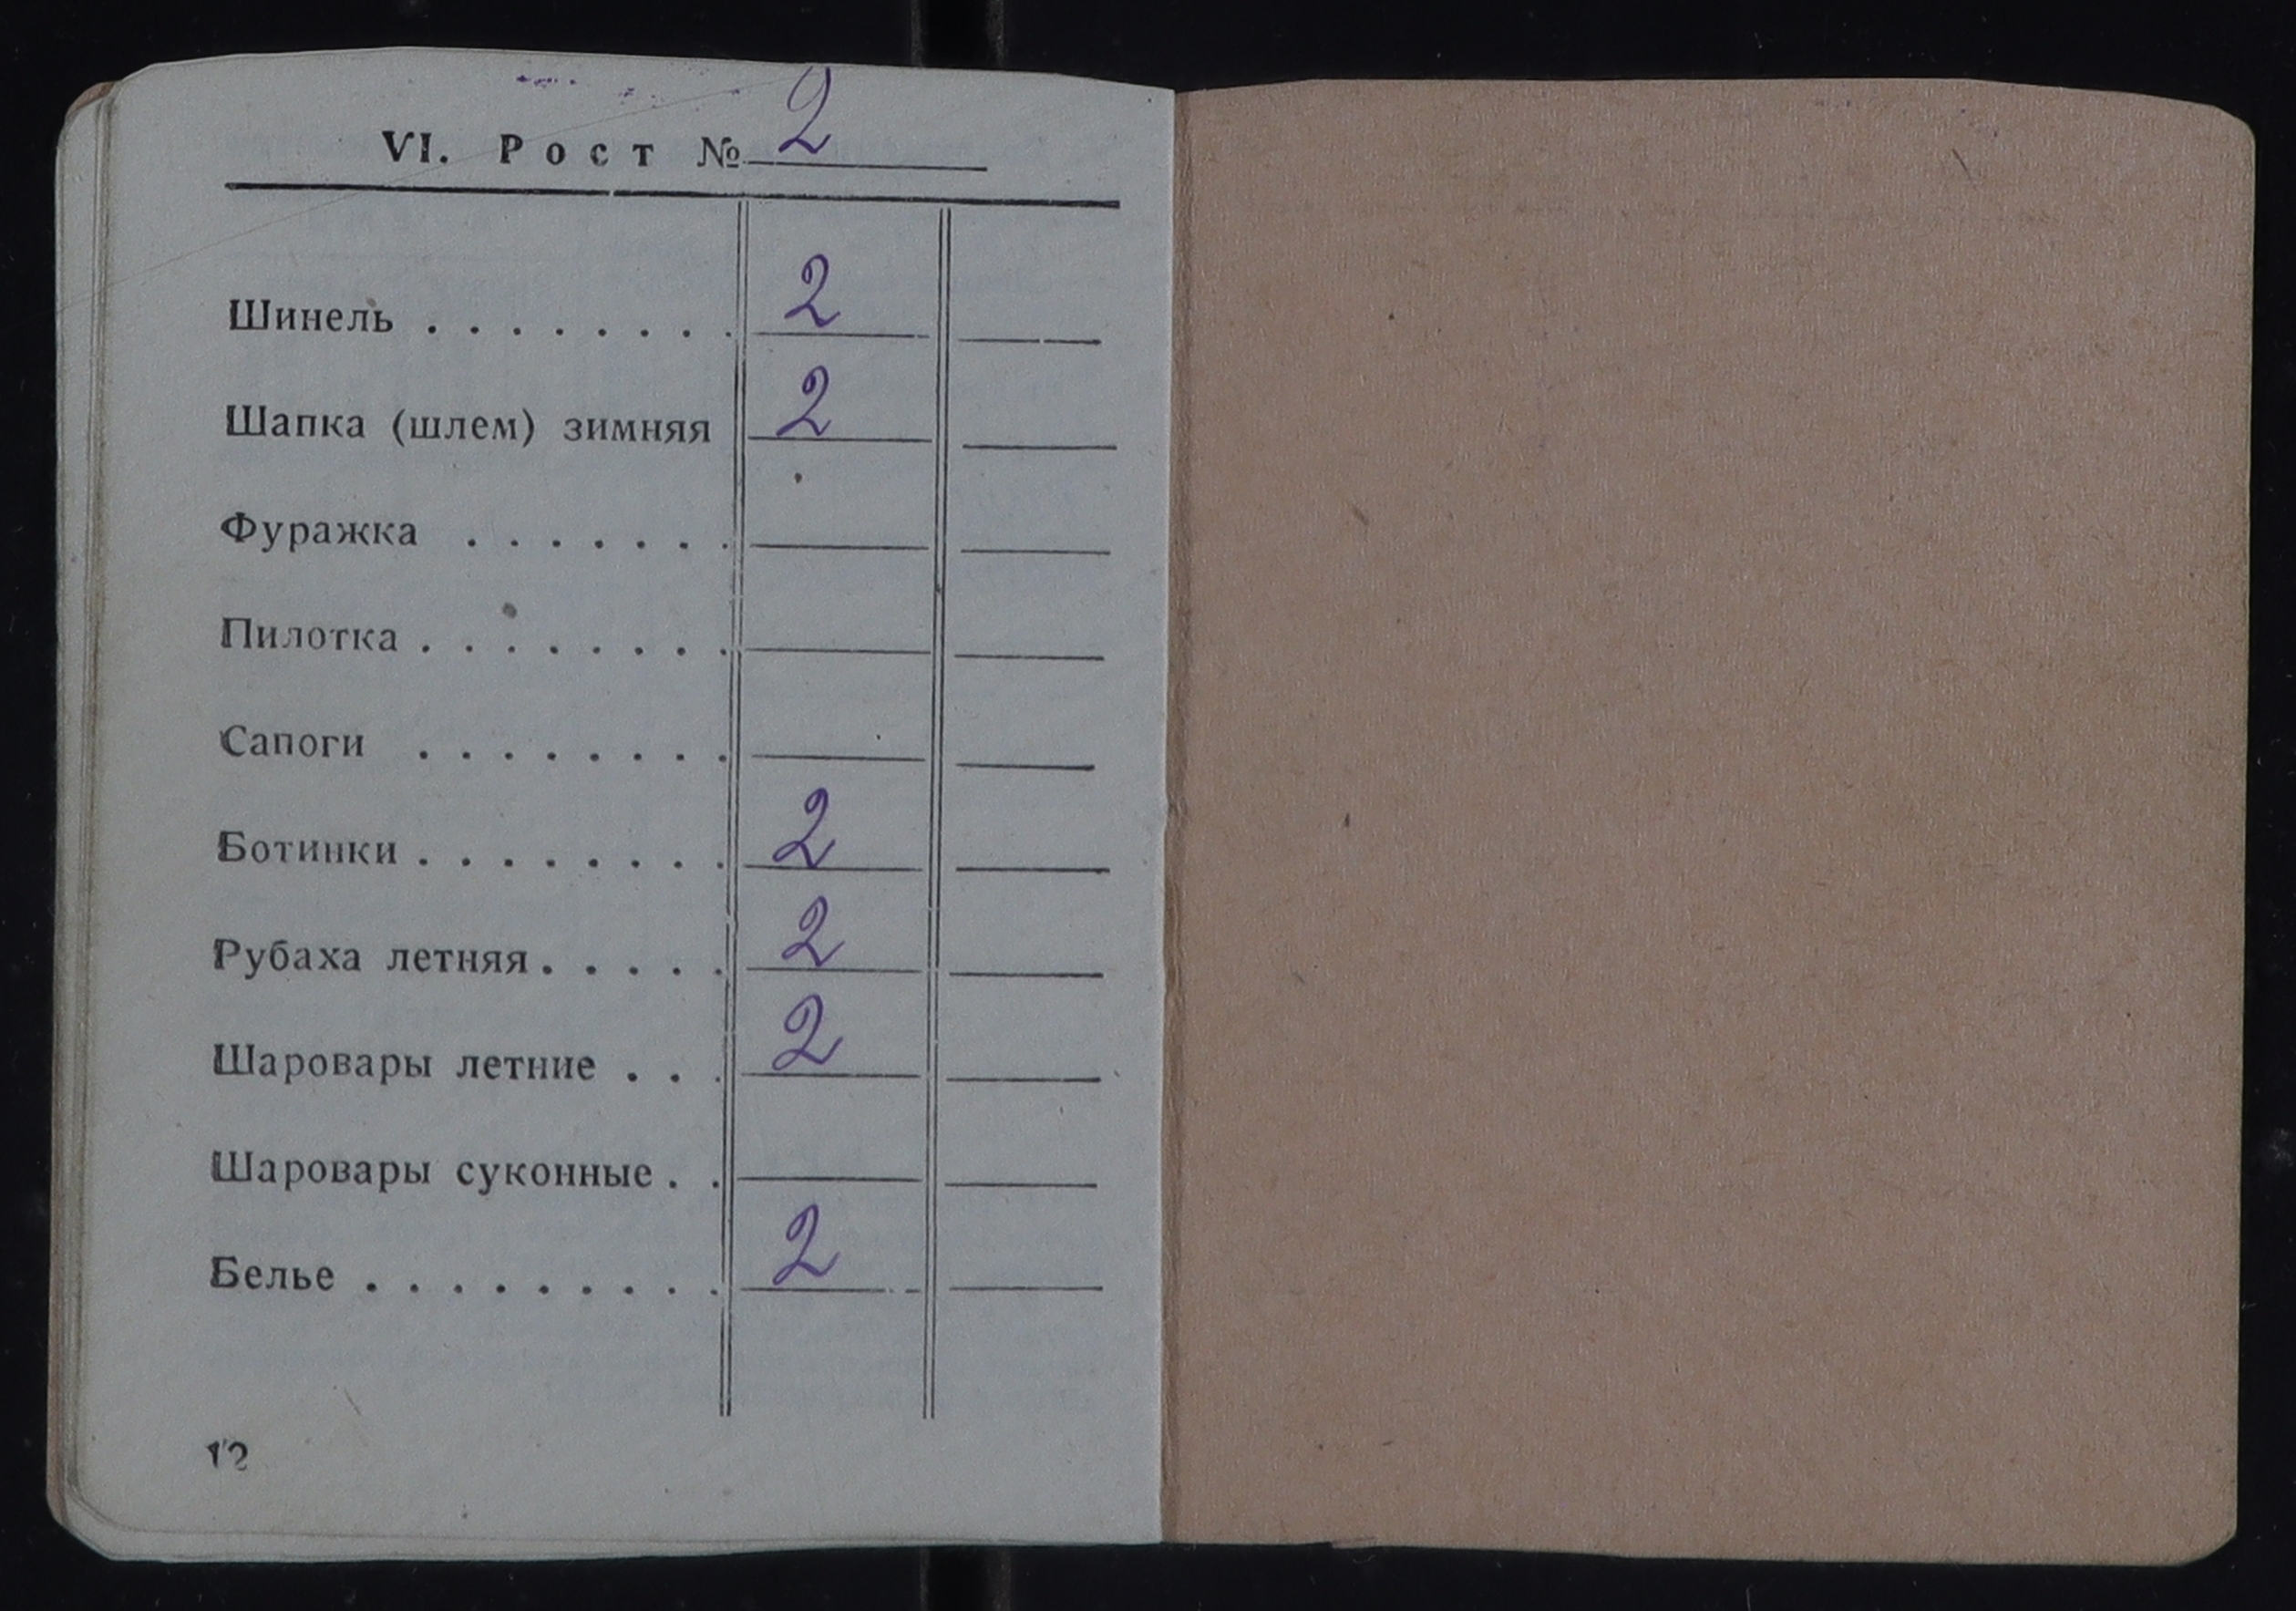 VI. Рост № 2
Шинель . . . . . . . . 2
Шапка (шлем) зимняя 2
Фуражка . . . . . . .
Пилотка . . . . . . . .
Сапоги . . . . . . . .
Ботинки . . . . . . . . 2
Рубаха летняя . . . . . 2
Шаровары летние . . . 2
Шаровары суконные . .
Белье . . . . . . . . . 2
12